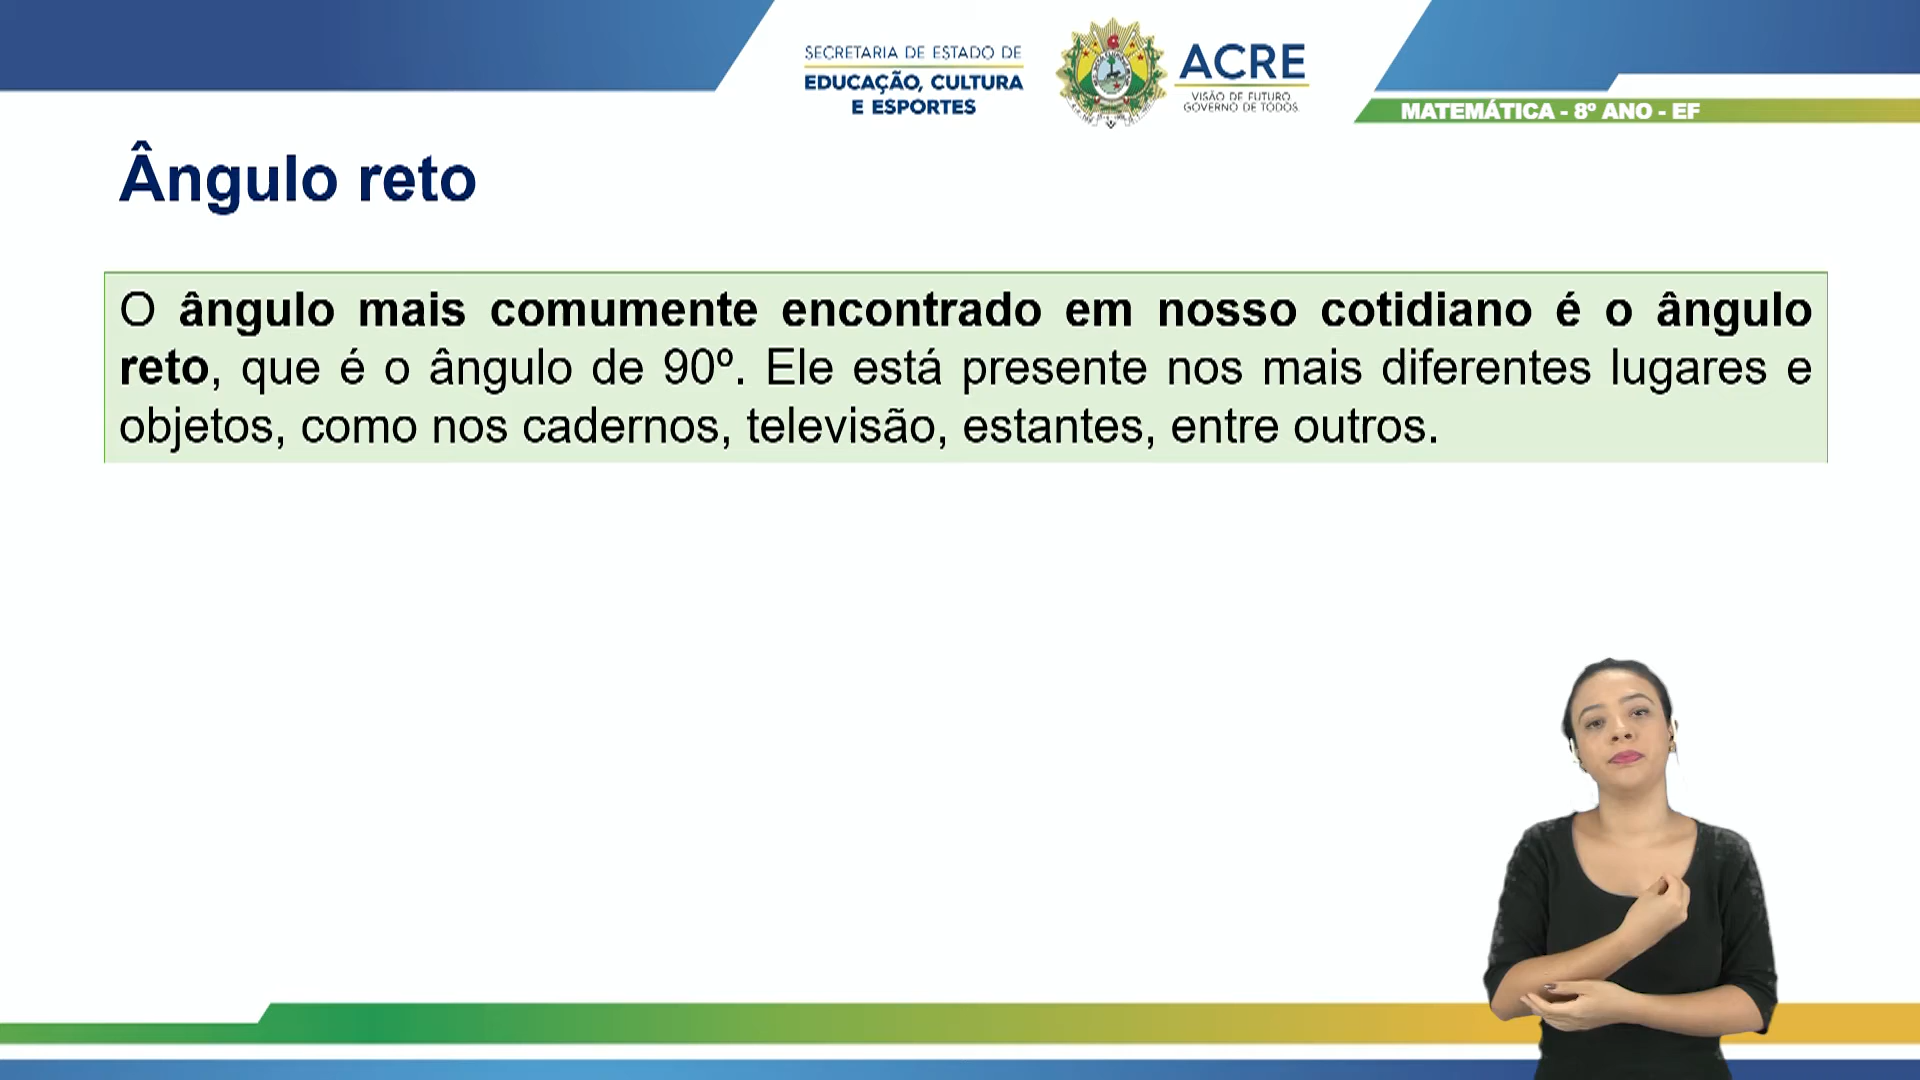 SECRETARIA DE ESTADO DE
EDUCAÇÃO, CULTURA
E ESPORTES
ACRE
VISÃO DE FUTURO
GOVERNO DE TODOS
MATEMÁTICA - 8º ANO - EF
Ângulo reto
O ângulo mais comumente encontrado em nosso cotidiano é o ângulo
reto, que é o ângulo de 90º. Ele está presente nos mais diferentes lugares e
objetos, como nos cadernos, televisão, estantes, entre outros.